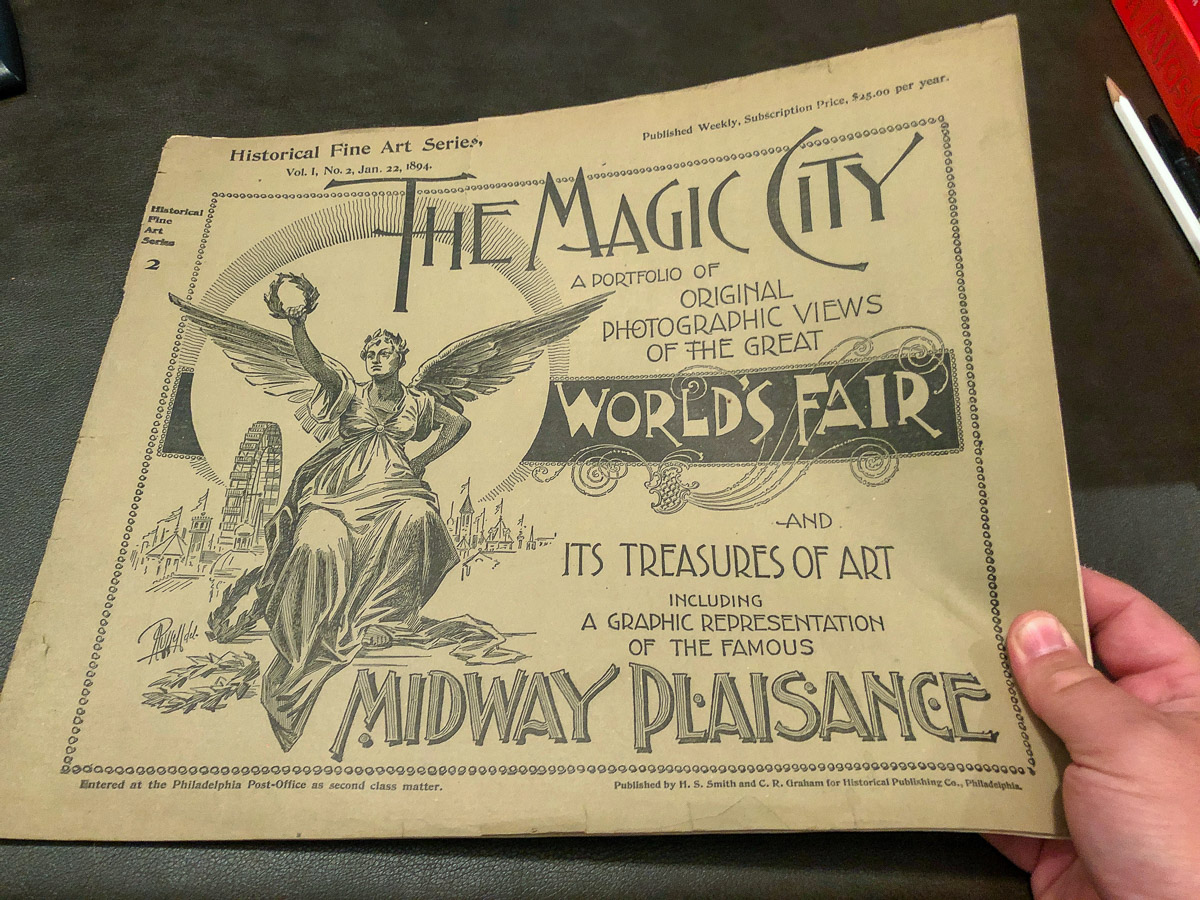 Historical Fine Art Series,
Published Weekly, Subscription Price, $25.00 per year.
Vol. I, No. 2, Jan. 22, 1894.
Historical
Fine
Art
Series
2
THE MAGIC CITY
A PORTFOLIO OF
ORIGINAL
PHOTOGRAPHIC VIEWS
OF THE GREAT
WORLD'S FAIR
AND
ITS TREASURES OF ART
INCLUDING
A GRAPHIC REPRESENTATION
OF THE FAMOUS
MIDWAY PLAISANCE
Entered at the Philadelphia Post-Office as second class matter.
Published by H. S. Smith and C. R. Graham for Historical Publishing Co., Philadelphia.